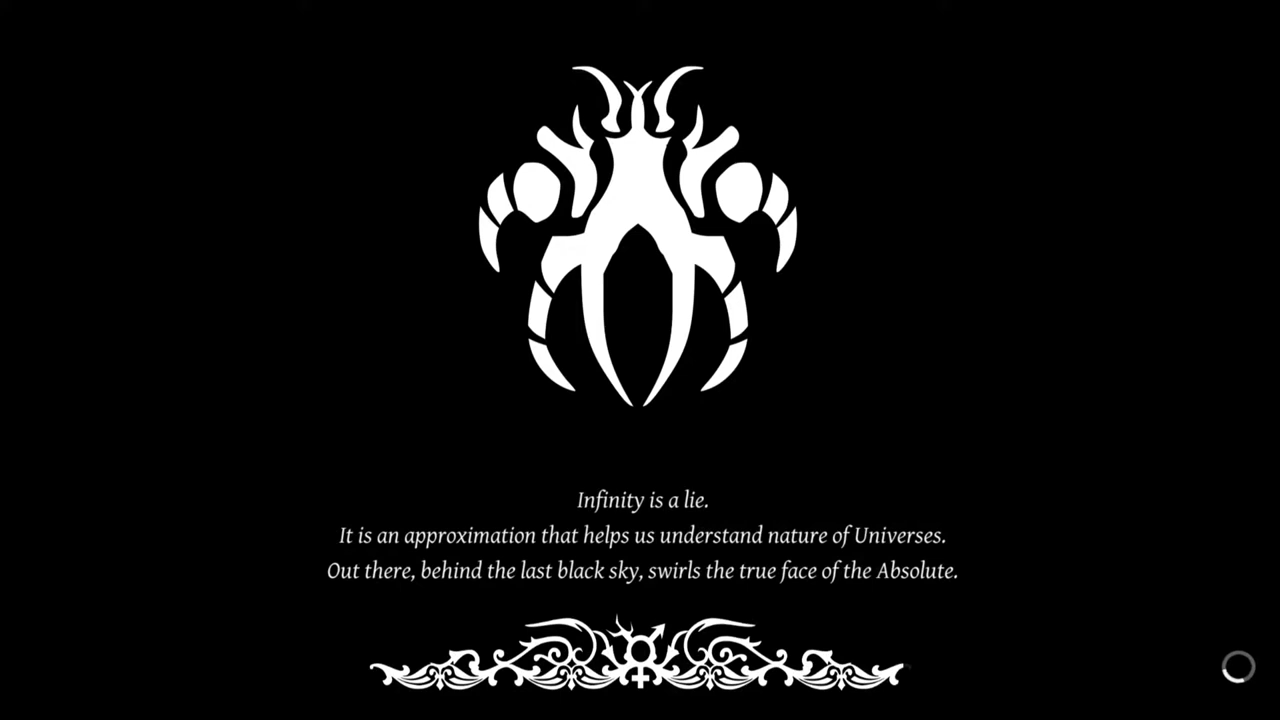 Infinity is a lie.
It is an approximation that helps us understand nature of Universes.
Out there, behind the last black sky, swirls the true face of the Absolute.